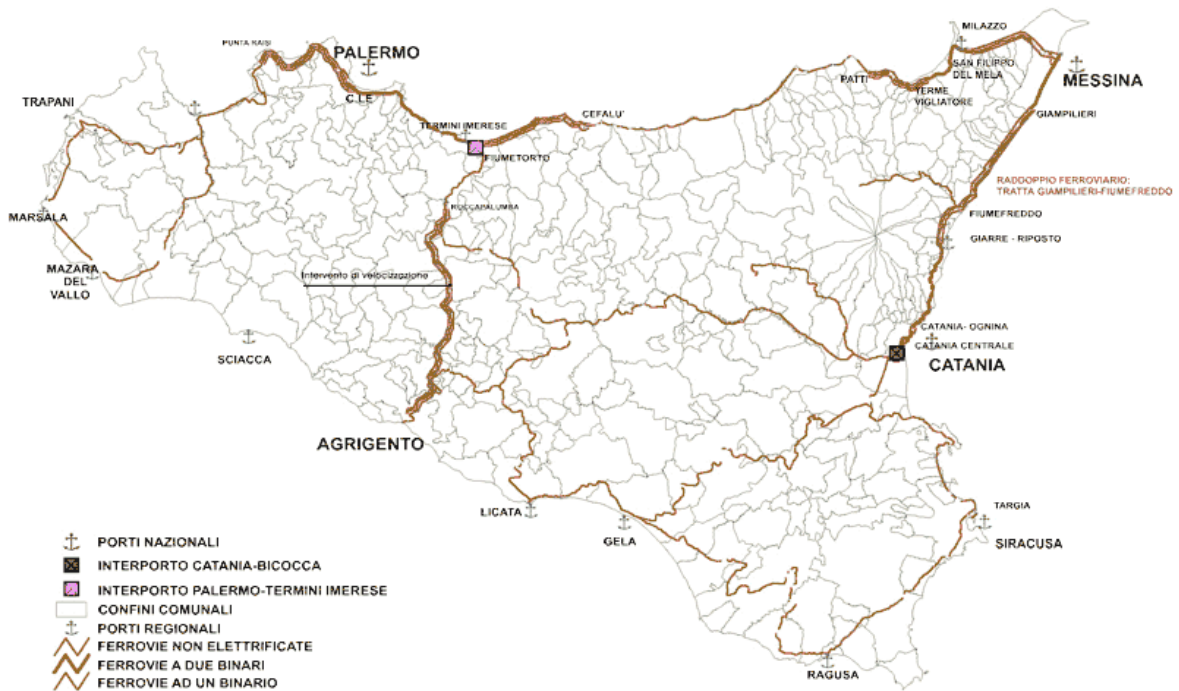 MILAZZO
PUNTA RAISI
PALERMO
SAN FILIPPO
DEL MELA
MESSINA
PATTI
TERME
VIGLIATORE
C.I.E.
TRAPANI
CEFALU'
GIAMPILIERI
TERMINI IMERESE
FIUMETORTO
RADDOPPIO FERROVIARIO:
TRATTA GIAMPILIERI-FIUMEFREDDO
ROCCAPALUMBA
FIUMEFREDDO
MARSALA
GIARRE - RIPOSTO
MAZARA
DEL
VALLO
Intervento di velocizzazione
CATANIA- OGNINA
CATANIA CENTRALE
SCIACCA
CATANIA
AGRIGENTO
LICATA
TARGIA
GELA
SIRACUSA
PORTI NAZIONALI
INTERPORTO CATANIA-BICOCCA
INTERPORTO PALERMO-TERMINI IMERESE
CONFINI COMUNALI
PORTI REGIONALI
FERROVIE NON ELETTRIFICATE
FERROVIE A DUE BINARI
FERROVIE AD UN BINARIO
RAGUSA